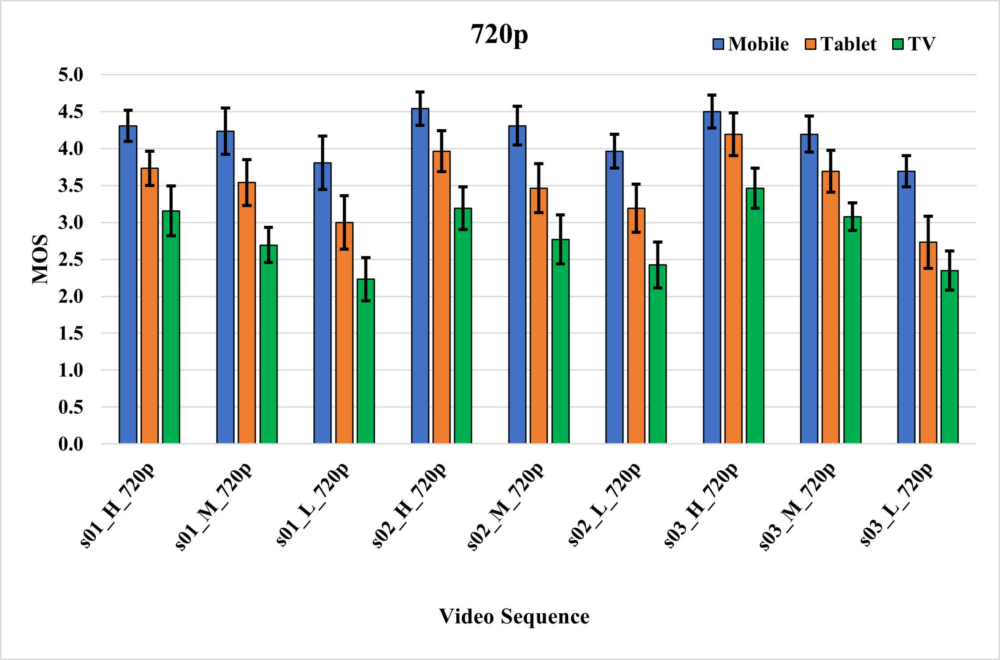 720p
Mobile Tablet TV
5.0
4.5
4.0
3.5
3.0
2.5
2.0
1.5
1.0
0.5
0.0
MOS
s01_H_720p
s01_M_720p
s01_L_720p
s02_H_720p
s02_M_720p
s02_L_720p
s03_H_720p
s03_M_720p
s03_L_720p
Video Sequence